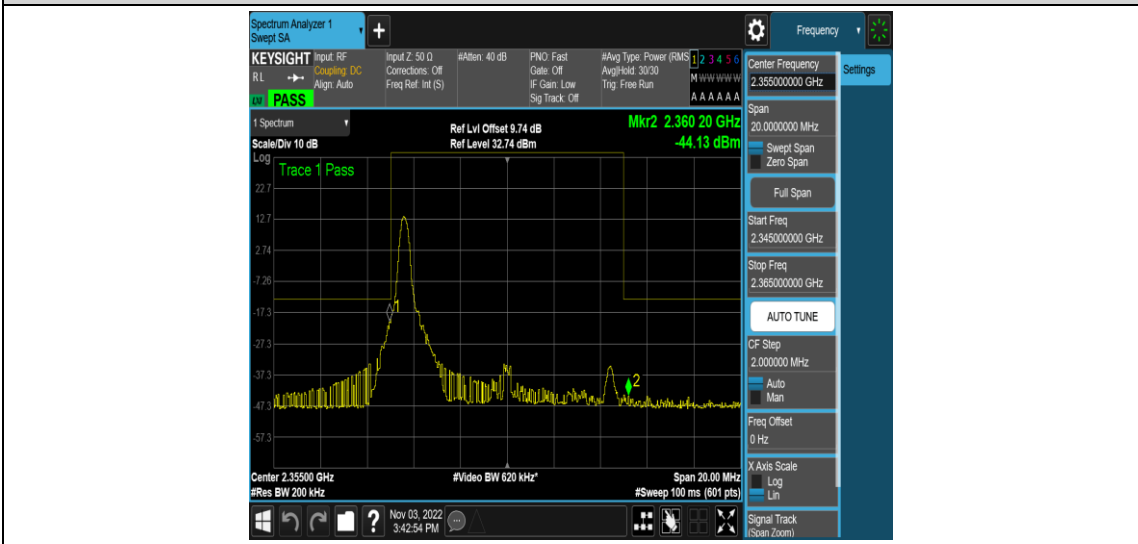 Spectrum Analyzer 1
Swept SA
+
Frequency
KEYSIGHT
R L
LXI
PASS
Input: RF
Coupling: DC
Align: Auto
Input Z: 50 Ω
Corrections: Off
Freq Ref: Int (S)
#Atten: 40 dB
PNO: Fast
Gate: Off
IF Gain: Low
Sig Track: Off
#Avg Type: Power (RMS
Avg|Hold: 30/30
Trig: Free Run
1 2 3 4 5 6
M W W W W W
A A A A A A
1 Spectrum
Scale/Div 10 dB
Log
Ref Lvl Offset 9.74 dB
Ref Level 32.74 dBm
Mkr2 2.360 20 GHz
-44.13 dBm
Trace 1 Pass
22.7
12.7
2.74
-7.26
-17.3
-27.3
-37.3
-47.3
-57.3
1
2
Center 2.35500 GHz
#Res BW 200 kHz
#Video BW 620 kHz*
Span 20.00 MHz
#Sweep 100 ms (601 pts)
Center Frequency
2.355000000 GHz
Settings
Span
20.0000000 MHz
Swept Span
Zero Span
Full Span
Start Freq
2.345000000 GHz
Stop Freq
2.365000000 GHz
AUTO TUNE
CF Step
2.000000 MHz
Auto
Man
Freq Offset
0 Hz
X Axis Scale
Log
Lin
Signal Track
(Span Zoom)
?
Nov 03, 2022
3:42:54 PM